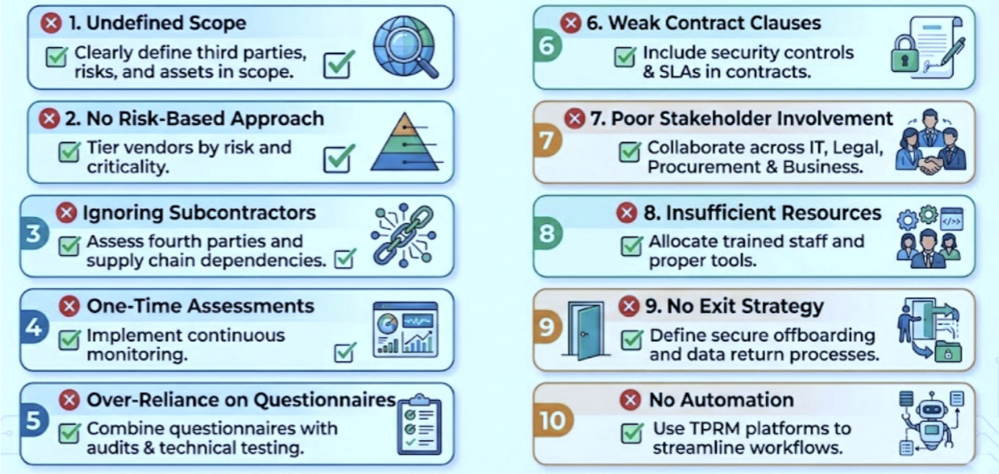 1. Undefined Scope
Clearly define third parties,
risks, and assets in scope.
2. No Risk-Based Approach
Tier vendors by risk and
criticality.
3
Ignoring Subcontractors
Assess fourth parties and
supply chain dependencies.
4
One-Time Assessments
Implement continuous
monitoring.
5
Over-Reliance on Questionnaires
Combine questionnaires with
audits & technical testing.
6
6. Weak Contract Clauses
Include security controls
& SLAs in contracts.
7
7. Poor Stakeholder Involvement
Collaborate across IT, Legal,
Procurement & Business.
8
8. Insufficient Resources
</>>
Allocate trained staff and
proper tools.
9
9. No Exit Strategy
Define secure offboarding
and data return processes.
10
No Automation
Use TPRM platforms to
streamline workflows.